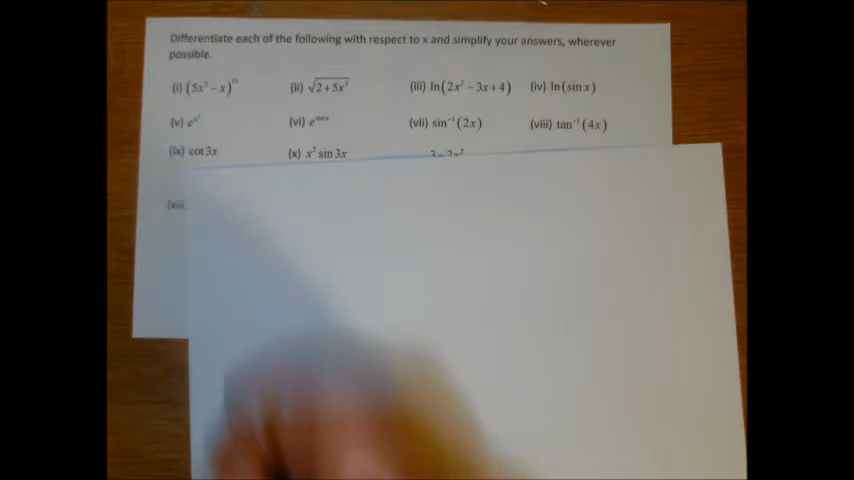 Differentiate each of the following with respect to x and simplify your answers, wherever
possible.
(i) (5x³ − x)¹⁰ (ii) √(2 + 5x³) (iii) ln(2x² − 3x + 4) (iv) ln(sin x)
(v) (vi) e^(tan x) (vii) sin⁻¹(2x) (viii) tan⁻¹(4x)
(ix) cot 3x (x) x² sin 3x
(xiii